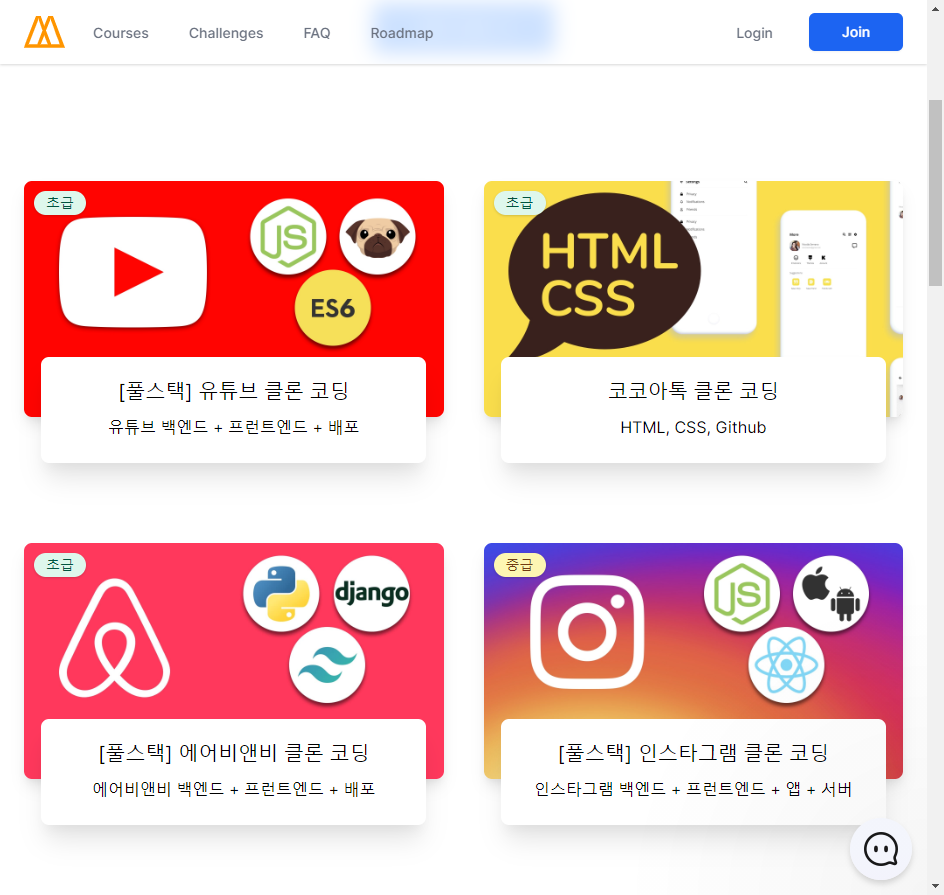 Courses
Challenges
FAQ
Roadmap
Login
Join
초급
JS
ES6
[풀스택] 유튜브 클론 코딩
유튜브 백엔드 + 프런트엔드 + 배포
초급
HTML
CSS
코코아톡 클론 코딩
HTML, CSS, Github
초급
django
[풀스택] 에어비앤비 클론 코딩
에어비앤비 백엔드 + 프런트엔드 + 배포
중급
JS
[풀스택] 인스타그램 클론 코딩
인스타그램 백엔드 + 프런트엔드 + 앱 + 서버